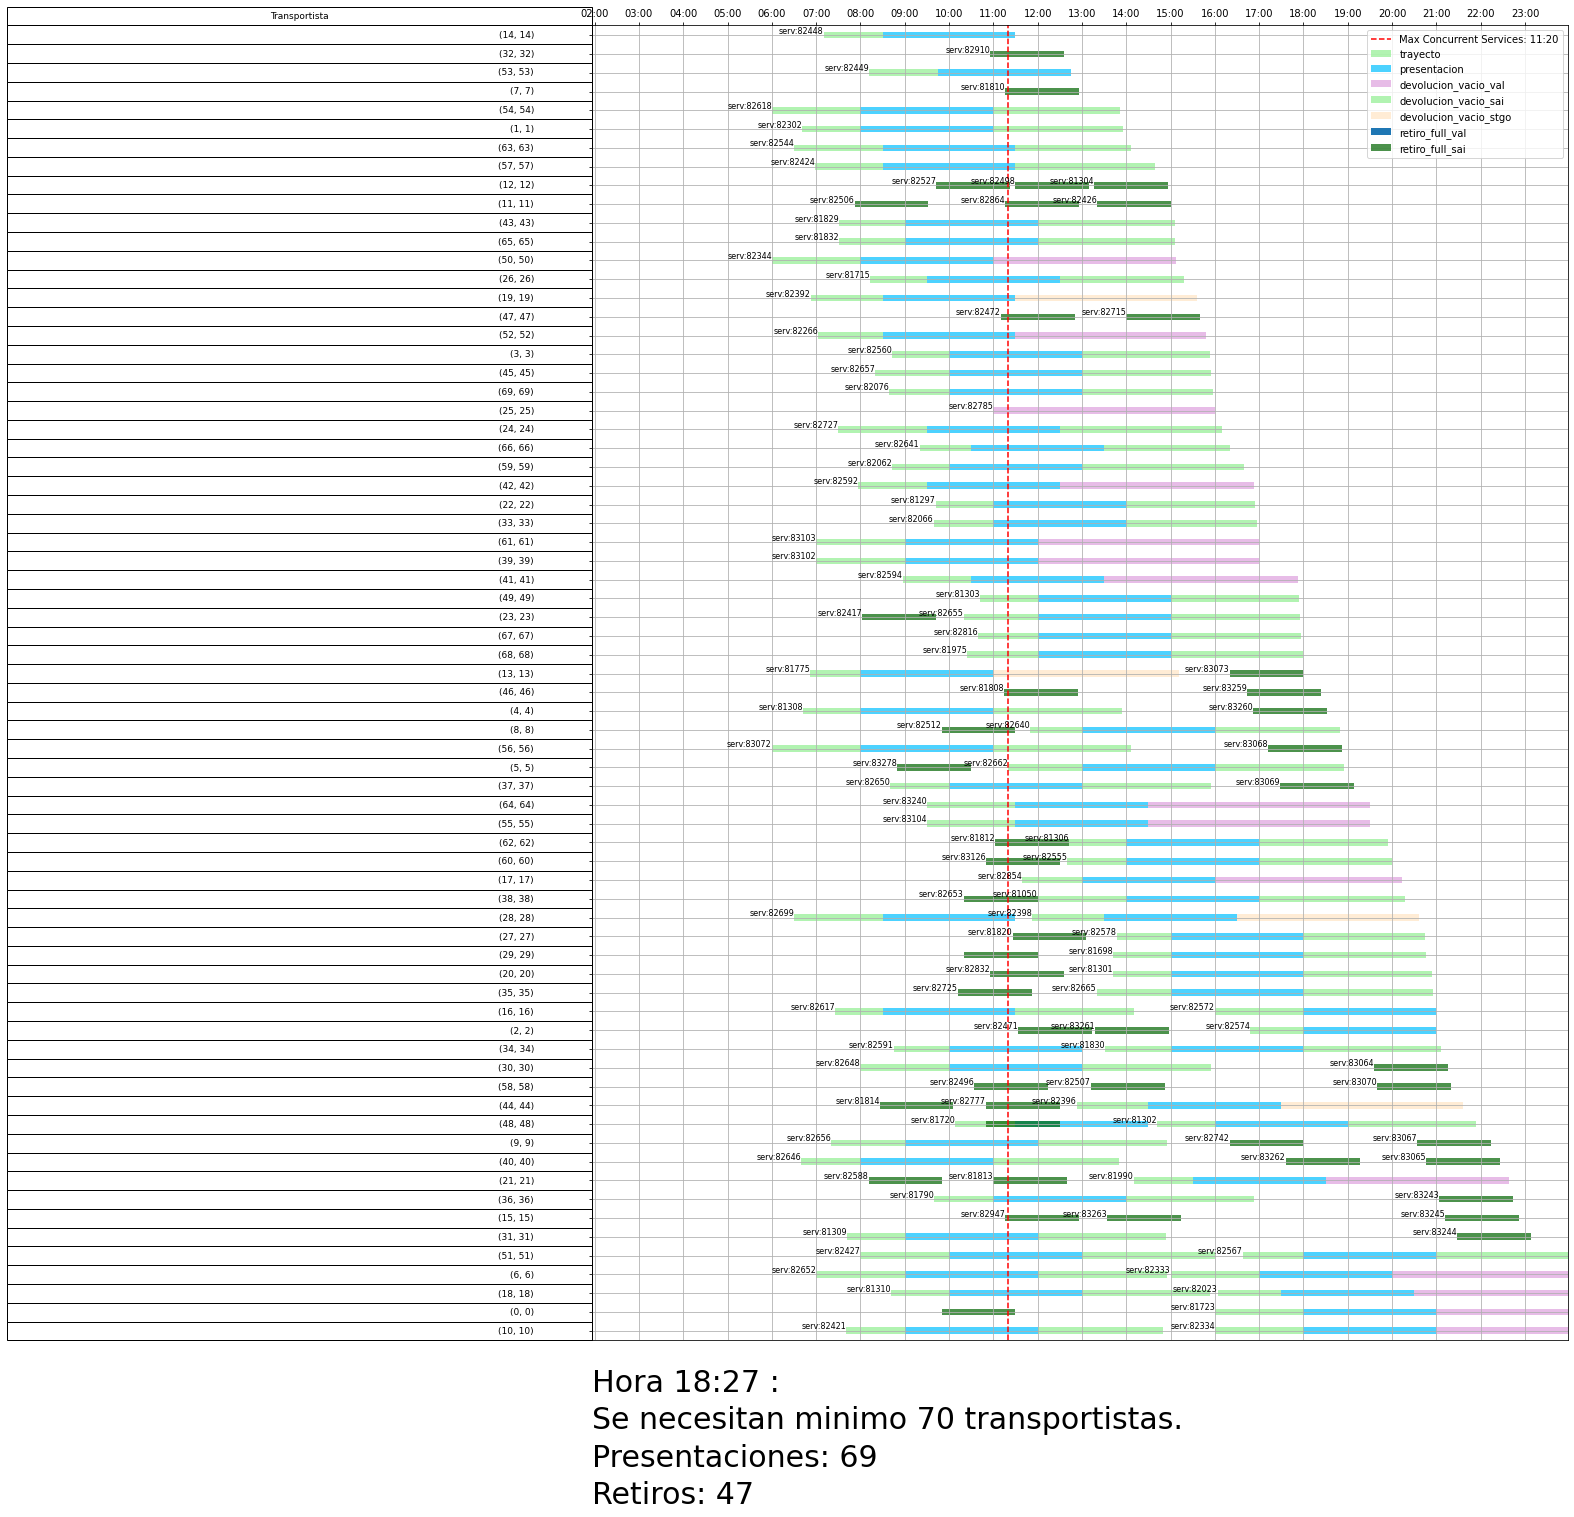 Transportista
02:00 03:00 04:00 05:00 06:00 07:00 08:00 09:00 10:00 11:00 12:00 13:00 14:00 15:00 16:00 17:00 18:00 19:00 20:00 21:00 22:00 23:00
Max Concurrent Services: 11:20
trayecto
presentacion
devolucion_vacio_val
devolucion_vacio_sai
devolucion_vacio_stgo
retiro_full_val
retiro_full_sai
(14, 14) serv:82448
(32, 32) serv:82910
(53, 53) serv:82449
(7, 7) serv:81810
(54, 54) serv:82618
(1, 1) serv:82302
(63, 63) serv:82544
(57, 57) serv:82424
(12, 12) serv:82527 serv:82498 serv:81304
(11, 11) serv:82506 serv:82864 serv:82426
(43, 43) serv:81829
(65, 65) serv:81832
(50, 50) serv:82344
(26, 26) serv:81715
(19, 19) serv:82392
(47, 47) serv:82472 serv:82715
(52, 52) serv:82266
(3, 3) serv:82560
(45, 45) serv:82657
(69, 69) serv:82076
(25, 25) serv:82785
(24, 24) serv:82727
(66, 66) serv:82641
(59, 59) serv:82062
(42, 42) serv:82592
(22, 22) serv:81297
(33, 33) serv:82066
(61, 61) serv:83103
(39, 39) serv:83102
(41, 41) serv:82594
(49, 49) serv:81303
(23, 23) serv:82417 serv:82655
(67, 67) serv:82816
(68, 68) serv:81975
(13, 13) serv:81775 serv:83073
(46, 46) serv:81808 serv:83259
(4, 4) serv:81308 serv:83260
(8, 8) serv:82512 serv:82640
(56, 56) serv:83072 serv:83068
(5, 5) serv:83278 serv:82662
(37, 37) serv:82650 serv:83069
(64, 64) serv:83240
(55, 55) serv:83104
(62, 62) serv:81812 serv:81306
(60, 60) serv:83126 serv:82555
(17, 17) serv:82854
(38, 38) serv:82653 serv:81050
(28, 28) serv:82699 serv:82398
(27, 27) serv:81820 serv:82578
(29, 29) serv:81698
(20, 20) serv:82832 serv:81301
(35, 35) serv:82725 serv:82665
(16, 16) serv:82617 serv:82572
(2, 2) serv:82471 serv:83261 serv:82574
(34, 34) serv:82591 serv:81830
(30, 30) serv:82648 serv:83064
(58, 58) serv:82496 serv:82507 serv:83070
(44, 44) serv:81814 serv:82777 serv:82396
(48, 48) serv:81720 serv:81302
(9, 9) serv:82656 serv:82742 serv:83067
(40, 40) serv:82646 serv:83262 serv:83065
(21, 21) serv:82588 serv:81813 serv:81990
(36, 36) serv:81790 serv:83243
(15, 15) serv:82947 serv:83263 serv:83245
(31, 31) serv:81309 serv:83244
(51, 51) serv:82427 serv:82567
(6, 6) serv:82652 serv:82333
(18, 18) serv:81310 serv:82023
(0, 0) serv:81723
(10, 10) serv:82421 serv:82334
Hora 18:27 :
Se necesitan minimo 70 transportistas.
Presentaciones: 69
Retiros: 47